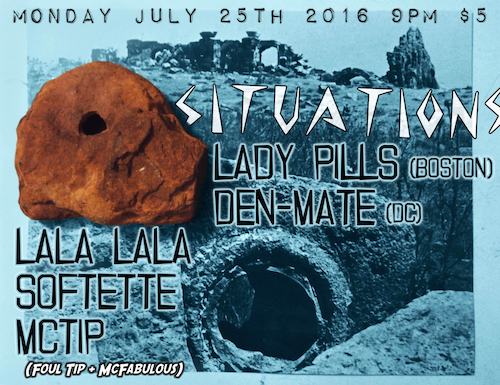 MONDAY JULY 25TH 2016 9PM $5
SITUATIONS
LADY PILLS (BOSTON)
DEN-MATE (DC)
LALA LALA
SOFTETTE
MCTIP
(FOUL TIP + MCFABULOUS)